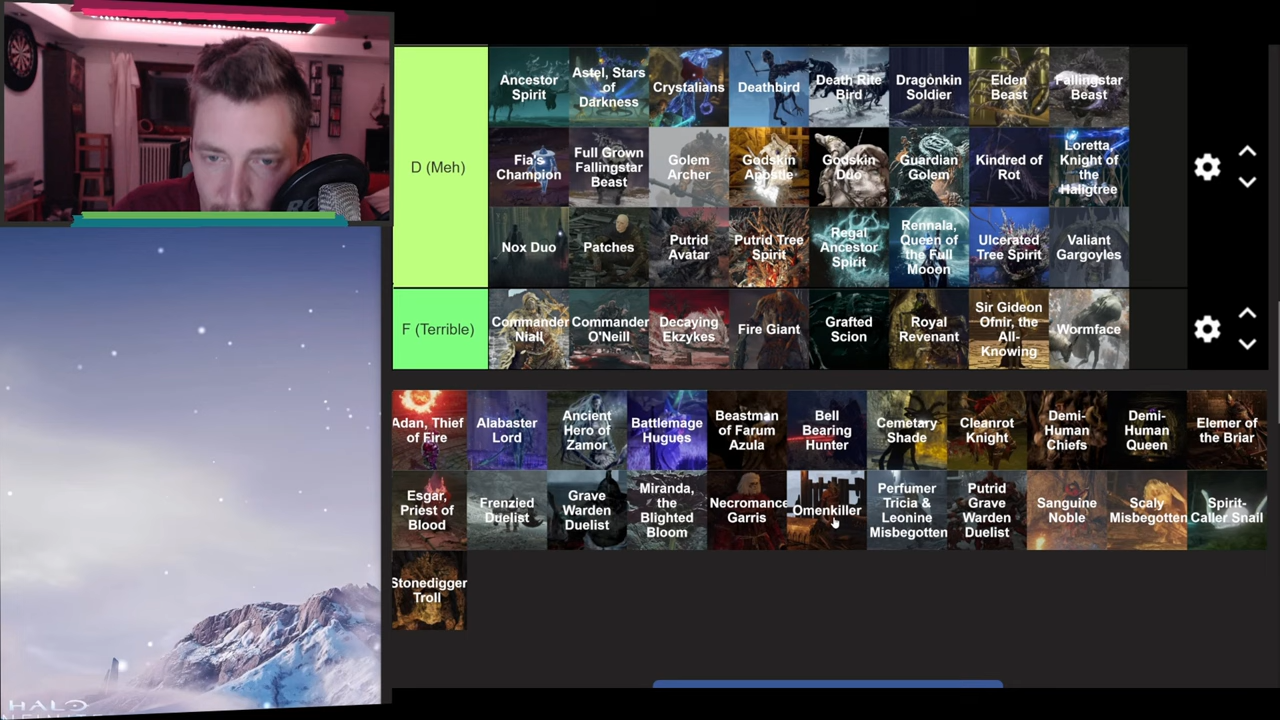 D (Meh)
Ancestor
Spirit
Astel, Stars
of
Darkness
Crystalians
Deathbird
Death Rite
Bird
Dragonkin
Soldier
Elden
Beast
Fallingstar
Beast
Fia's
Champion
Full Grown
Fallingstar
Beast
Golem
Archer
Godskin
Apostle
Godskin
Duo
Guardian
Golem
Kindred of
Rot
Loretta,
Knight of
the
Haligtree
Nox Duo
Patches
Putrid
Avatar
Putrid Tree
Spirit
Regal
Ancestor
Spirit
Rennala,
Queen of
the Full
Mooon
Ulcerated
Tree Spirit
Valiant
Gargoyles
F (Terrible)
Commander
Niall
Commander
O'Neill
Decaying
Ekzykes
Fire Giant
Grafted
Scion
Royal
Revenant
Sir Gideon
Ofnir, the
All-
Knowing
Wormface
Adan, Thief
of Fire
Alabaster
Lord
Ancient
Hero of
Zamor
Battlemage
Hugues
Beastman
of Farum
Azula
Bell
Bearing
Hunter
Cemetary
Shade
Cleanrot
Knight
Demi-
Human
Chiefs
Demi-
Human
Queen
Elemer of
the Briar
Esgar,
Priest of
Blood
Frenzied
Duelist
Grave
Warden
Duelist
Miranda,
the
Blighted
Bloom
Necromance
Garris
Omenkiller
Perfumer
Tricia &
Leonine
Misbegotten
Putrid
Grave
Warden
Duelist
Sanguine
Noble
Scaly
Misbegotten
Spirit-
Caller Snail
Stonedigger
Troll
HALO